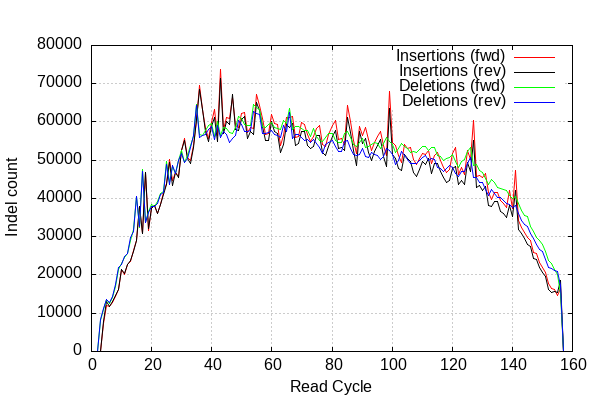 80000
70000
60000
50000
40000
30000
20000
10000
0
Indel count
Insertions (fwd)
Insertions (rev)
Deletions (fwd)
Deletions (rev)
0 20 40 60 80 100 120 140 160
Read Cycle